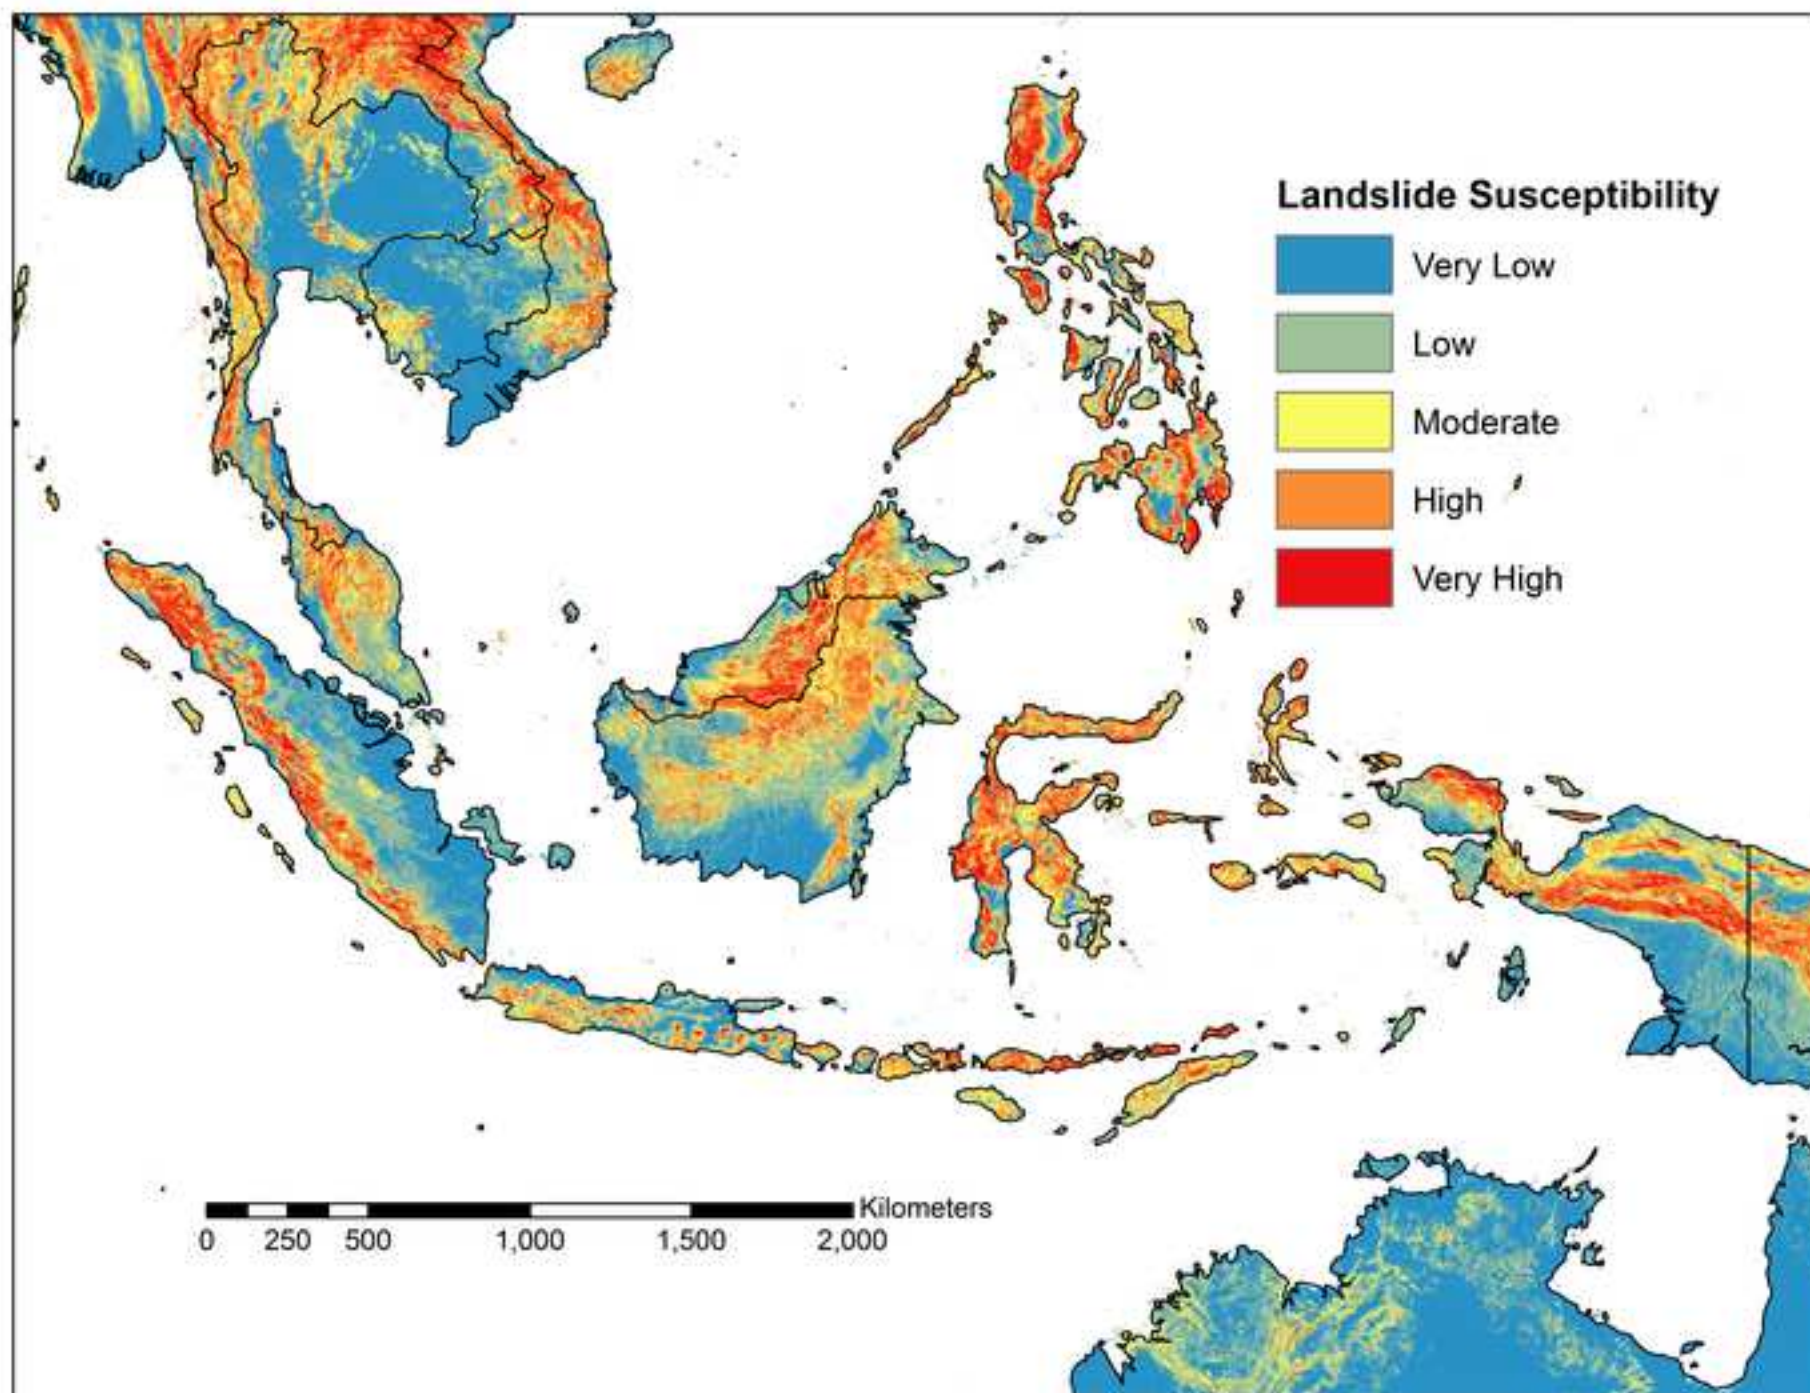 Landslide Susceptibility
Very Low
Low
Moderate
High
Very High
Kilometers
0 250 500 1,000 1,500 2,000